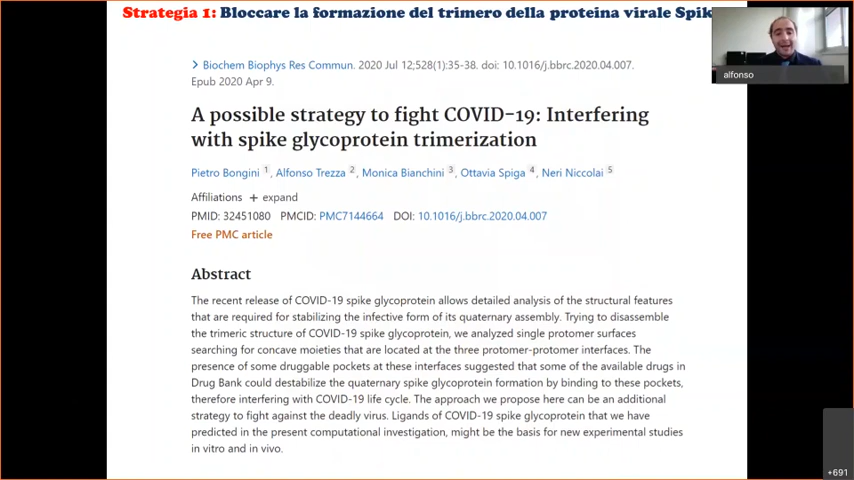 Strategia 1: Bloccare la formazione del trimero della proteina virale Spik
alfonso
Biochem Biophys Res Commun. 2020 Jul 12;528(1):35-38. doi: 10.1016/j.bbrc.2020.04.007.
Epub 2020 Apr 9.
A possible strategy to fight COVID-19: Interfering
with spike glycoprotein trimerization
Pietro Bongini 1, Alfonso Trezza 2, Monica Bianchini 3, Ottavia Spiga 4, Neri Niccolai 5
Affiliations + expand
PMID: 32451080 PMCID: PMC7144664 DOI: 10.1016/j.bbrc.2020.04.007
Free PMC article
Abstract
The recent release of COVID-19 spike glycoprotein allows detailed analysis of the structural features
that are required for stabilizing the infective form of its quaternary assembly. Trying to disassemble
the trimeric structure of COVID-19 spike glycoprotein, we analyzed single protomer surfaces
searching for concave moieties that are located at the three protomer-protomer interfaces. The
presence of some druggable pockets at these interfaces suggested that some of the available drugs in
Drug Bank could destabilize the quaternary spike glycoprotein formation by binding to these pockets,
therefore interfering with COVID-19 life cycle. The approach we propose here can be an additional
strategy to fight against the deadly virus. Ligands of COVID-19 spike glycoprotein that we have
predicted in the present computational investigation, might be the basis for new experimental studies
in vitro and in vivo.
+691